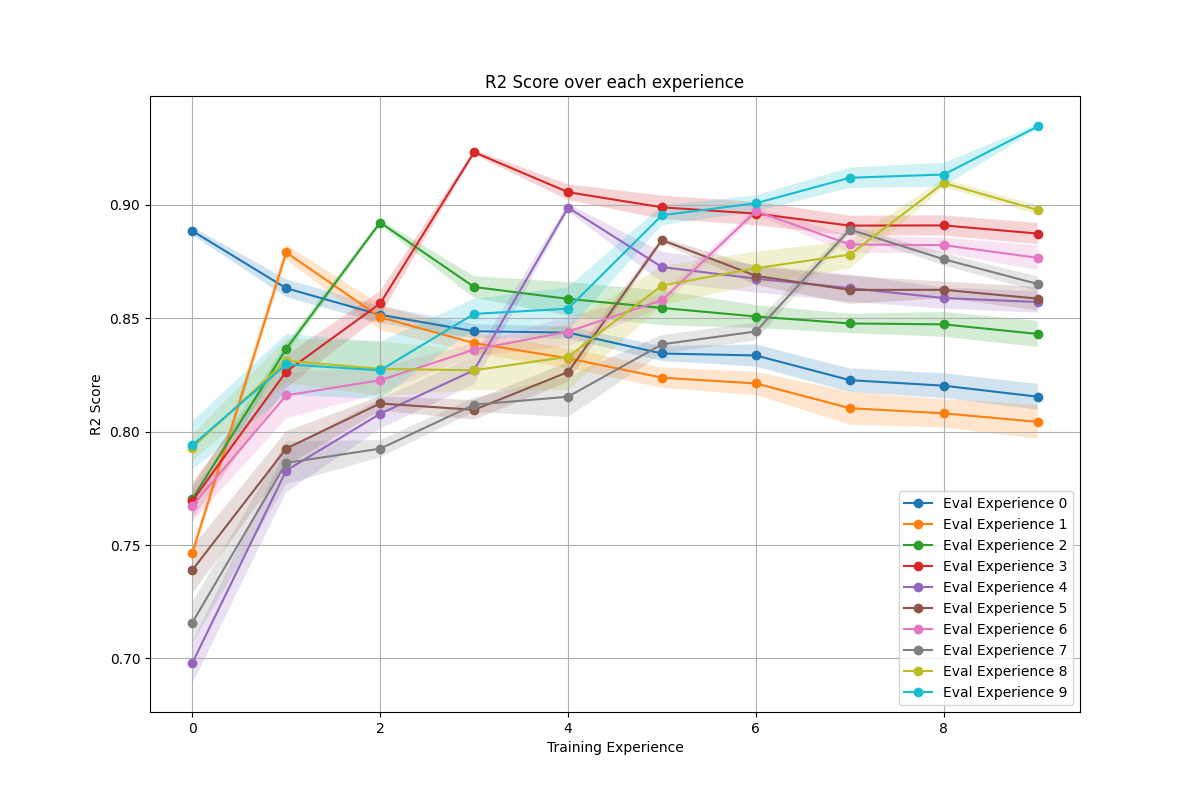 R2 Score over each experience
R2 Score
0.90
0.85
0.80
0.75
0.70
0 2 4 6 8
Training Experience
Eval Experience 0
Eval Experience 1
Eval Experience 2
Eval Experience 3
Eval Experience 4
Eval Experience 5
Eval Experience 6
Eval Experience 7
Eval Experience 8
Eval Experience 9